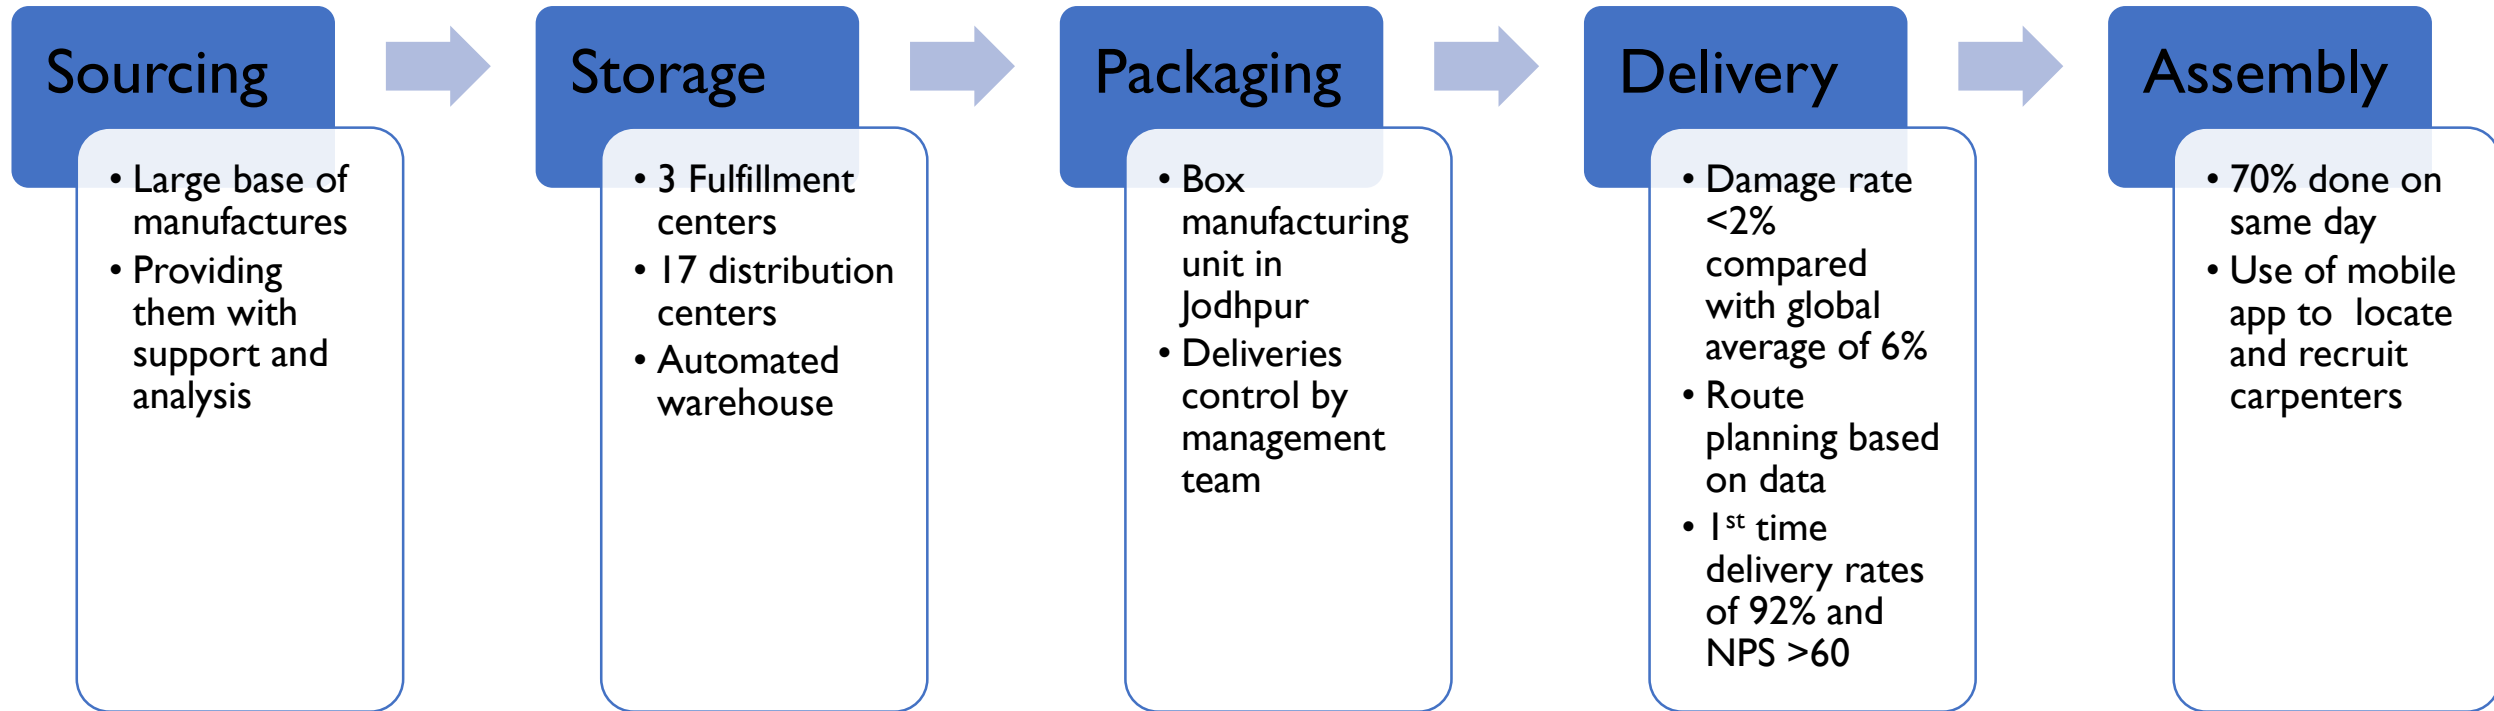 Sourcing
• Large base of
manufactures
• Providing
them with
support and
analysis
Storage
• 3 Fulfillment
centers
• 17 distribution
centers
• Automated
warehouse
Packaging
• Box
manufacturing
unit in
Jodhpur
• Deliveries
control by
management
team
Delivery
• Damage rate
<2%
compared
with global
average of 6%
• Route
planning based
on data
• 1st time
delivery rates
of 92% and
NPS >60
Assembly
• 70% done on
same day
• Use of mobile
app to  locate
and recruit
carpenters